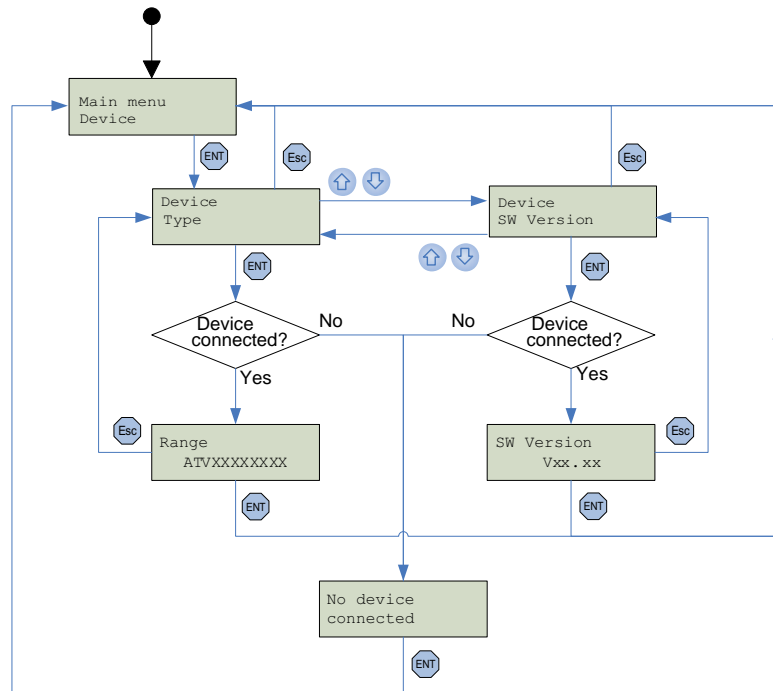 Main menu
Device
ENT
Esc
Esc
Device
Type
Device
SW Version
ENT
ENT
Device
connected?
No
No
Device
connected?
Yes
Yes
Esc
Range
ATVXXXXXXXX
SW Version
Vxx.xx
Esc
ENT
ENT
No device
connected
ENT